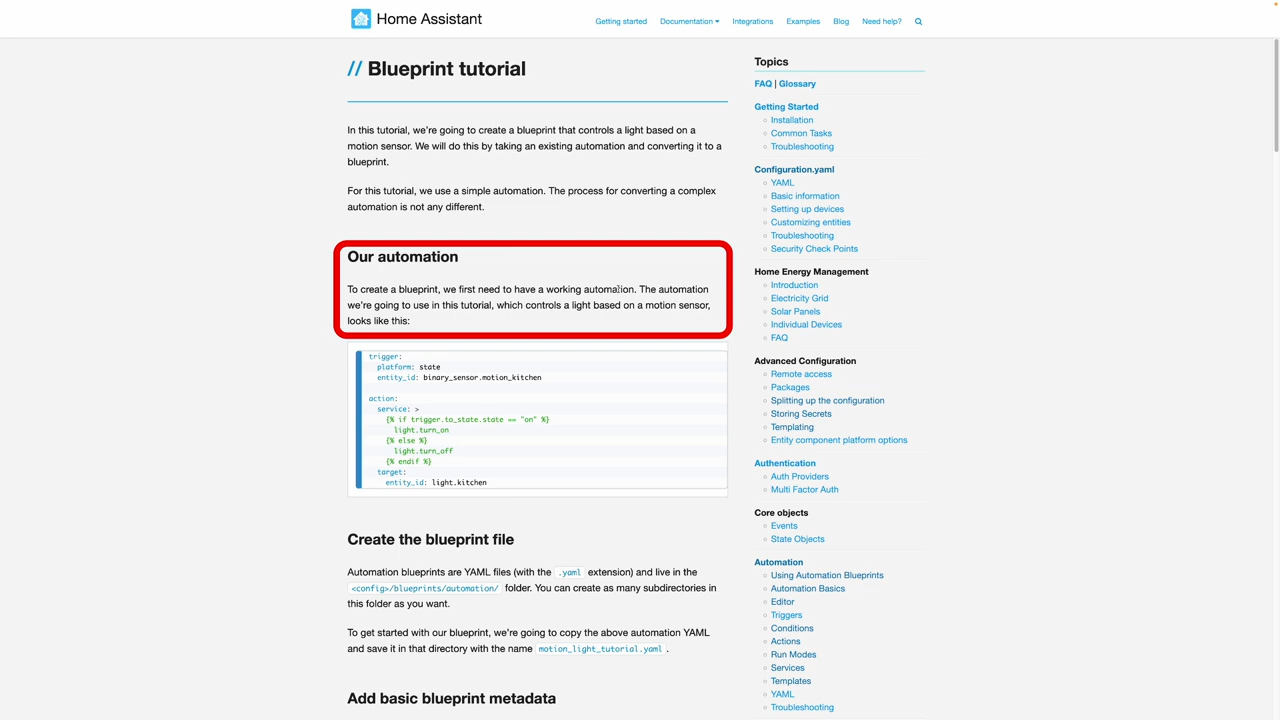 Home Assistant
Getting started Documentation Integrations Examples Blog Need help?
// Blueprint tutorial
In this tutorial, we're going to create a blueprint that controls a light based on a
motion sensor. We will do this by taking an existing automation and converting it to a
blueprint.
For this tutorial, we use a simple automation. The process for converting a complex
automation is not any different.
Our automation
To create a blueprint, we first need to have a working automation. The automation
we're going to use in this tutorial, which controls a light based on a motion sensor,
looks like this:
trigger:
platform: state
entity_id: binary_sensor.motion_kitchen
action:
service: >
{% if trigger.to_state.state == "on" %}
light.turn_on
{% else %}
light.turn_off
{% endif %}
target:
entity_id: light.kitchen
Create the blueprint file
Automation blueprints are YAML files (with the .yaml extension) and live in the
<config>/blueprints/automation/ folder. You can create as many subdirectories in
this folder as you want.
To get started with our blueprint, we're going to copy the above automation YAML
and save it in that directory with the name motion_light_tutorial.yaml .
Add basic blueprint metadata
Topics
FAQ | Glossary
Getting Started
Installation
Common Tasks
Troubleshooting
Configuration.yaml
YAML
Basic information
Setting up devices
Customizing entities
Troubleshooting
Security Check Points
Home Energy Management
Introduction
Electricity Grid
Solar Panels
Individual Devices
FAQ
Advanced Configuration
Remote access
Packages
Splitting up the configuration
Storing Secrets
Templating
Entity component platform options
Authentication
Auth Providers
Multi Factor Auth
Core objects
Events
State Objects
Automation
Using Automation Blueprints
Automation Basics
Editor
Triggers
Conditions
Actions
Run Modes
Services
Templates
YAML
Troubleshooting